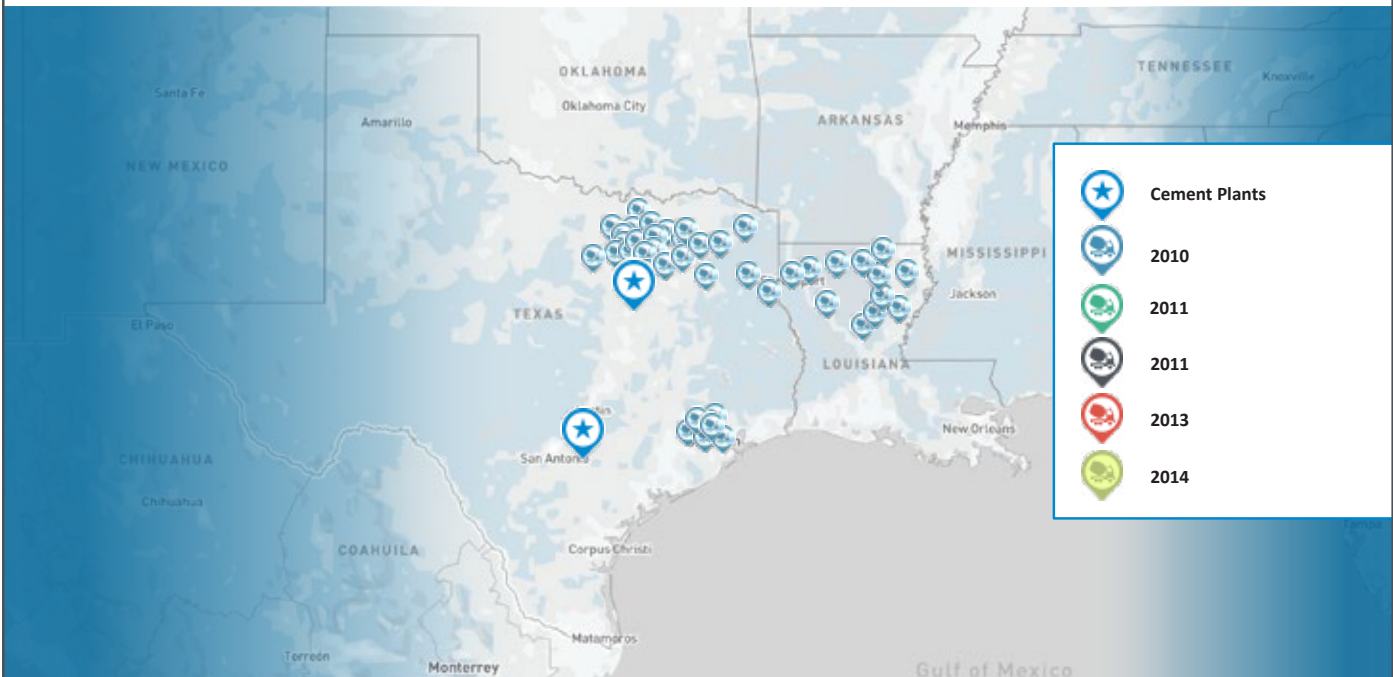 OKLAHOMA
TENNESSEE
Knoxville
Santa Fe
Oklahoma City
Amarillo
ARKANSAS
Memphis
NEW MEXICO
Cement Plants
2010
MISSISSIPPI
Jackson
2011
TEXAS
El Paso
LOUISIANA
2011
2013
New Orleans
San Antonio
CHIHUAHUA
Chihuahua
2014
COAHUILA
Corpus Christi
Tampa
Matamoros
Torreón
Monterrey
Gulf of Mexico